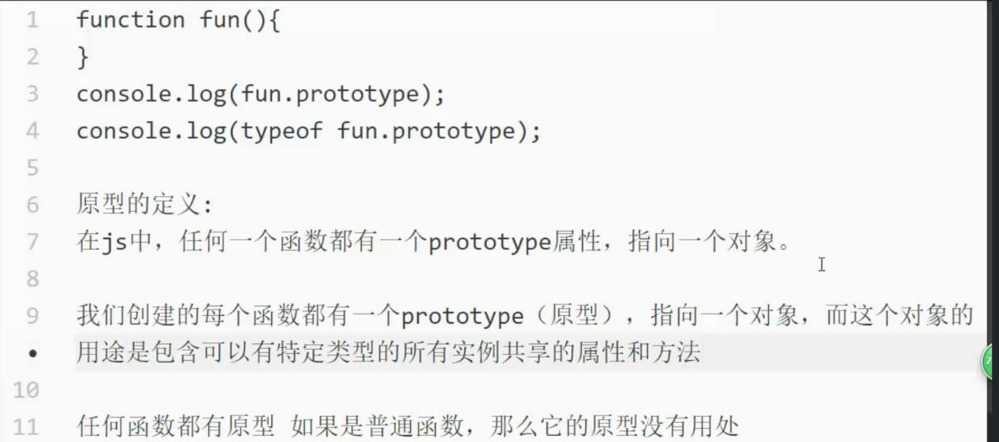 1 function fun(){
2 }
3 console.log(fun.prototype);
4 console.log(typeof fun.prototype);
5
6 原型的定义:
7 在js中，任何一个函数都有一个prototype属性，指向一个对象。
8
9 我们创建的每个函数都有一个prototype（原型），指向一个对象，而这个对象的
• 用途是包含可以有特定类型的所有实例共享的属性和方法
10
11 任何函数都有原型 如果是普通函数，那么它的原型没有用处
7